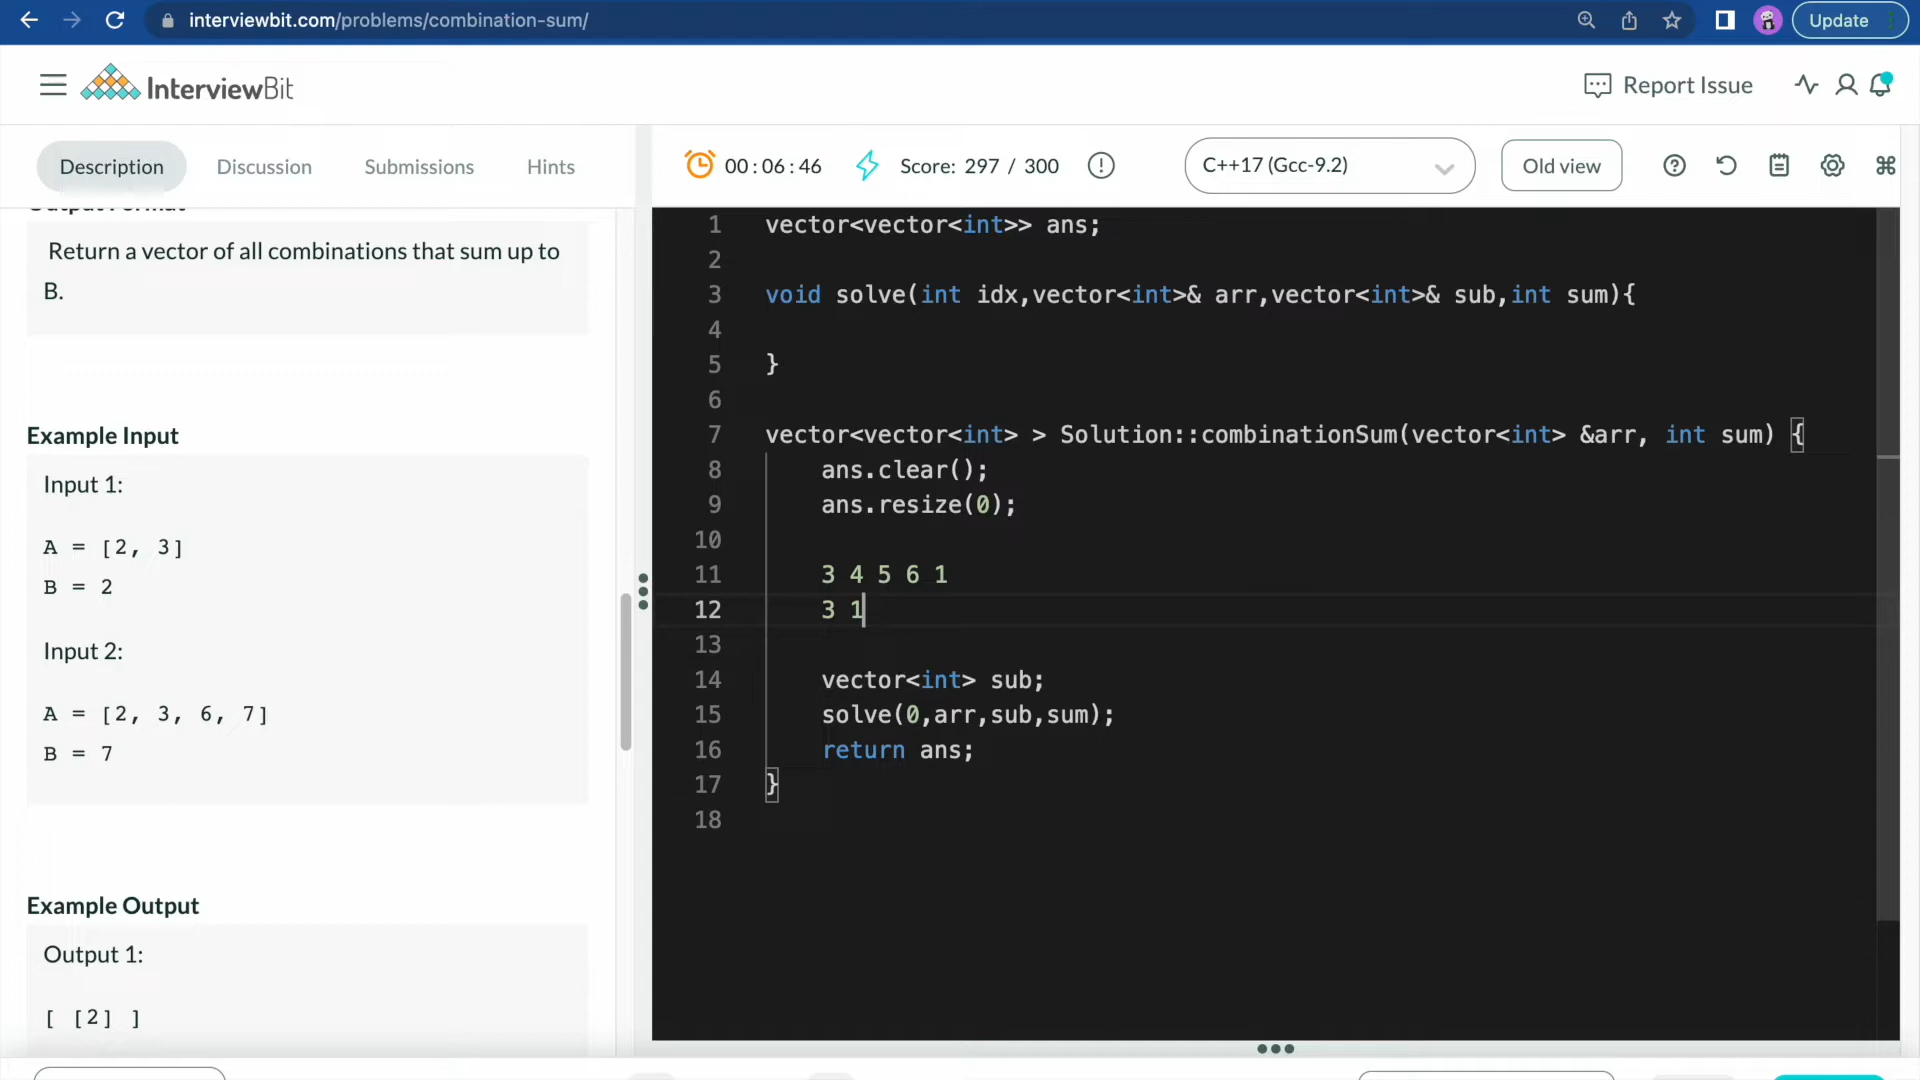 interviewbit.com/problems/combination-sum/
Update
InterviewBit
Report Issue
Description
Discussion
Submissions
Hints
00:06:46
Score: 297 / 300
C++17 (Gcc-9.2)
Old view
Output Format
Return a vector of all combinations that sum up to
B.
Example Input
Input 1:
A = [2, 3]
B = 2
Input 2:
A = [2, 3, 6, 7]
B = 7
Example Output
Output 1:
[ [2] ]
1 vector<vector<int>> ans;
2
3 void solve(int idx,vector<int>& arr,vector<int>& sub,int sum){
4
5 }
6
7 vector<vector<int> > Solution::combinationSum(vector<int> &arr, int sum) {
8 ans.clear();
9 ans.resize(0);
10
11 3 4 5 6 1
12 3 1
13
14 vector<int> sub;
15 solve(0,arr,sub,sum);
16 return ans;
17 }
18